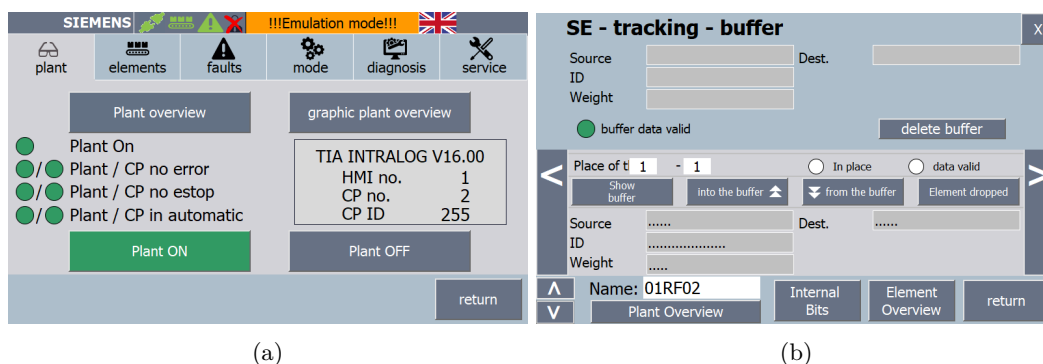 SIEMENS !!!Emulation mode!!!
plant elements faults mode diagnosis service
Plant overview graphic plant overview
Plant On
/ Plant / CP no error
/ Plant / CP no estop
/ Plant / CP in automatic
TIA INTRALOG V16.00
HMI no. 1
CP no. 2
CP ID 255
Plant ON Plant OFF
return
(a)
SE - tracking - buffer X
Source Dest.
ID
Weight
buffer data valid delete buffer
Place of t 1 - 1 In place data valid
< Show buffer into the buffer from the buffer Element dropped >
Source ...... Dest. ......
ID ....................
Weight .....
Name: 01RF02
Plant Overview Internal Bits Element Overview return
(b)